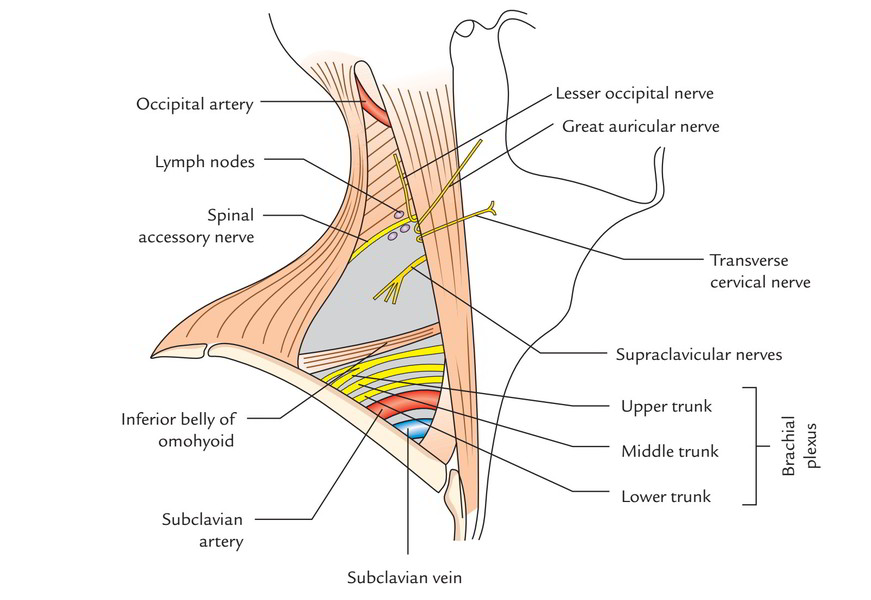 Occipital artery
Lymph nodes
Spinal
accessory nerve
Inferior belly of
omohyoid
Subclavian
artery
Subclavian vein
Lesser occipital nerve
Great auricular nerve
Transverse
cervical nerve
Supraclavicular nerves
Upper trunk
Middle trunk
Lower trunk
Brachial
plexus